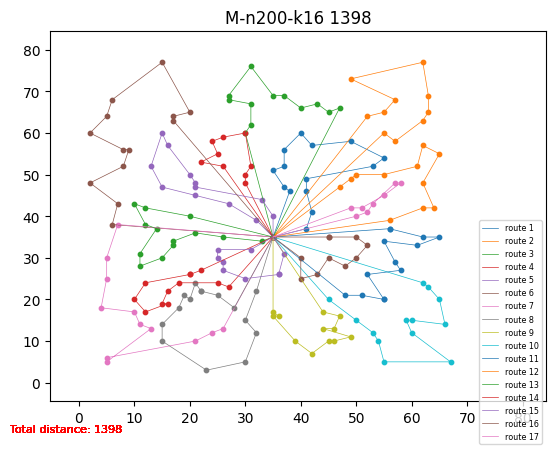 M-n200-k16 1398
80
70
60
50
40
30
20
10
0
0 10 20 30 40 50 60 70 80
route 1
route 2
route 3
route 4
route 5
route 6
route 7
route 8
route 9
route 10
route 11
route 12
route 13
route 14
route 15
route 16
route 17
Total distance: 1398